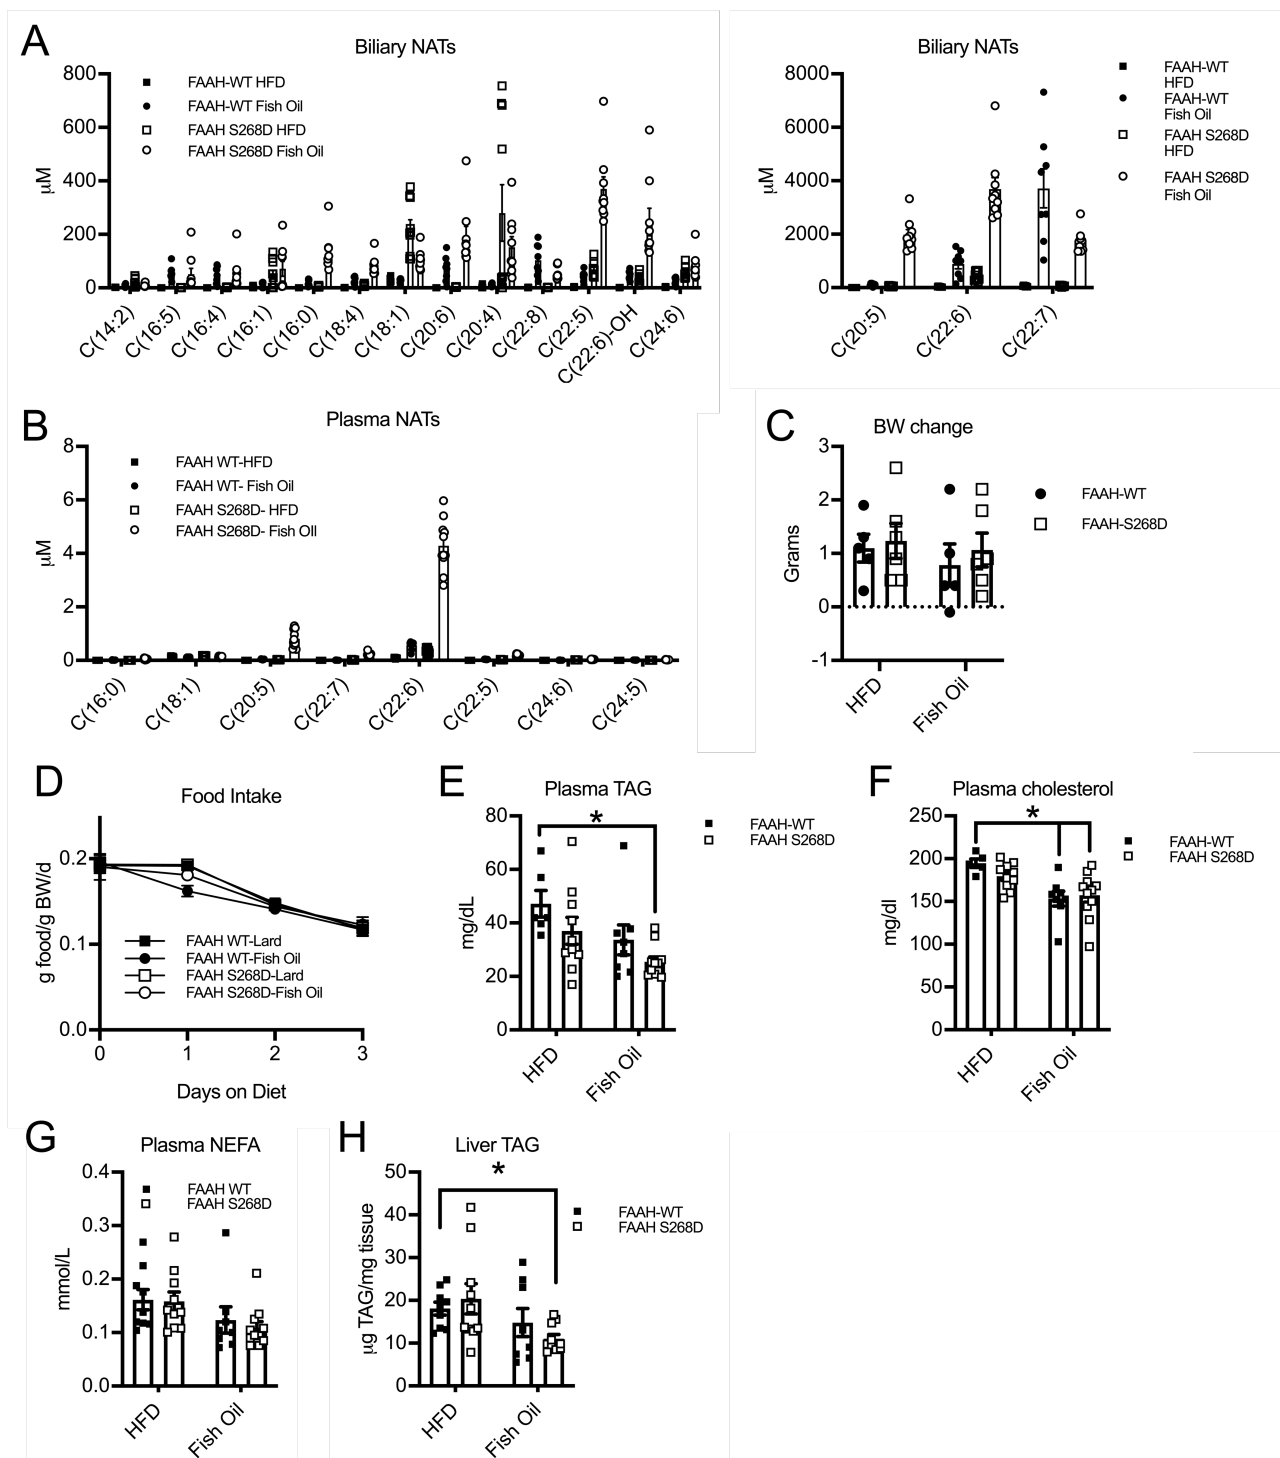 A
Biliary NATs
800
600
400
200
0
µM
FAAH-WT HFD
FAAH-WT Fish Oil
FAAH S268D HFD
FAAH S268D Fish Oil
C(14:2)
C(16:5)
C(16:4)
C(16:1)
C(16:0)
C(18:4)
C(18:1)
C(20:6)
C(20:4)
C(22:8)
C(22:5)
C(22:6)-OH
C(24:6)
Biliary NATs
8000
6000
4000
2000
0
µM
FAAH-WT
HFD
FAAH-WT
Fish Oil
FAAH S268D
HFD
FAAH S268D
Fish Oil
C(20:5)
C(22:6)
C(22:7)
B
Plasma NATs
8
6
4
2
0
µM
FAAH WT-HFD
FAAH WT- Fish Oil
FAAH S268D- HFD
FAAH S268D- Fish OIl
C(16:0)
C(18:1)
C(20:5)
C(22:7)
C(22:6)
C(22:5)
C(24:6)
C(24:5)
C
BW change
3
2
1
0
-1
Grams
FAAH-WT
FAAH-S268D
HFD
Fish Oil
D
Food Intake
0.2
0.1
0.0
g food/g BW/d
FAAH WT-Lard
FAAH WT-Fish Oil
FAAH S268D-Lard
FAAH S268D-Fish Oil
0
1
2
3
Days on Diet
E
Plasma TAG
80
60
40
20
0
mg/dL
*
FAAH-WT
FAAH S268D
HFD
Fish Oil
F
Plasma cholesterol
250
200
150
100
50
0
mg/dl
*
FAAH-WT
FAAH S268D
HFD
Fish Oil
G
Plasma NEFA
0.4
0.3
0.2
0.1
0.0
mmol/L
FAAH WT
FAAH S268D
HFD
Fish Oil
H
Liver TAG
50
40
30
20
10
0
µg TAG/mg tissue
*
FAAH-WT
FAAH S268D
HFD
Fish Oil